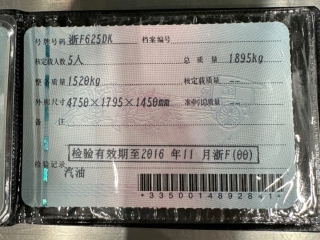 号牌号码 浙F625DK 档案编号
核定载人数 5人 总质量 1895kg
整备质量 1520kg 核定载质量 --
外廓尺寸 4750×1795×1450mm 准牵引总质量 --
备注
检验有效期至2016 年11 月浙F(00)
检验记录
汽油
*3350014892841*